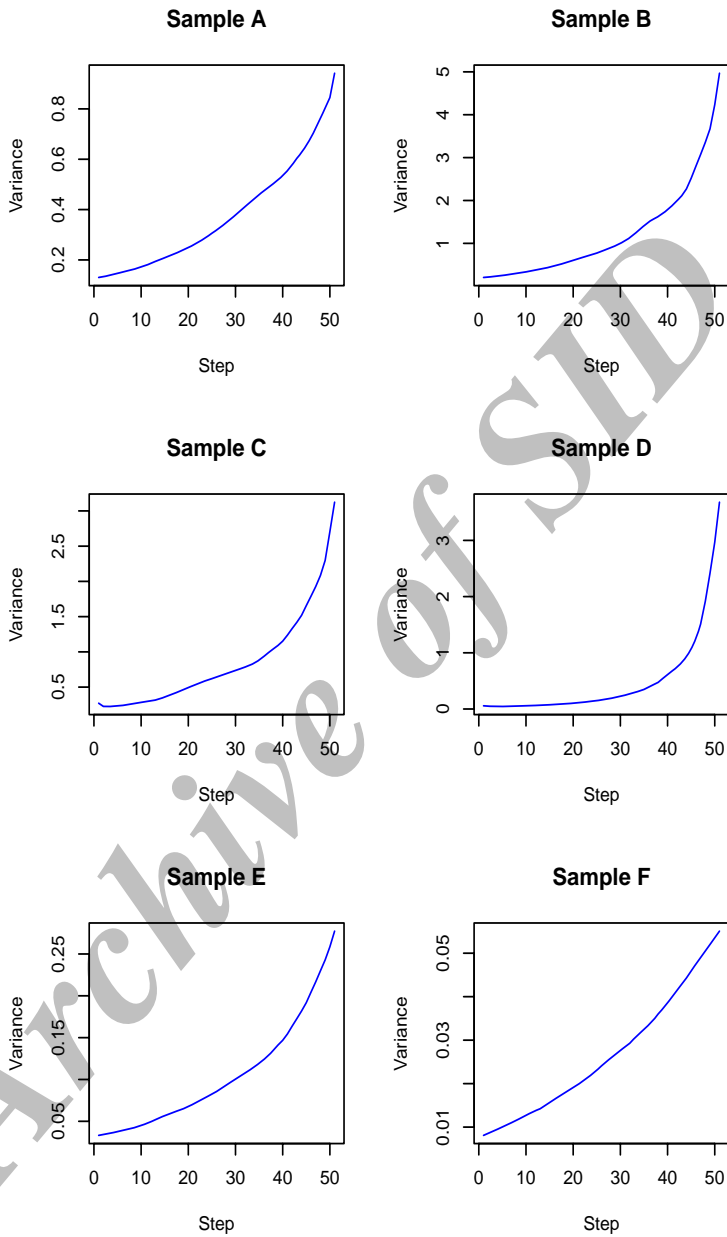 Sample A
Variance
0.2 0.4 0.6 0.8
0 10 20 30 40 50
Step
Sample B
Variance
1 2 3 4 5
0 10 20 30 40 50
Step
Sample C
Variance
0.5 1.5 2.5
0 10 20 30 40 50
Step
Sample D
Variance
0 1 2 3
0 10 20 30 40 50
Step
Sample E
Variance
0.05 0.15 0.25
0 10 20 30 40 50
Step
Sample F
Variance
0.01 0.03 0.05
0 10 20 30 40 50
Step
Archive of SID